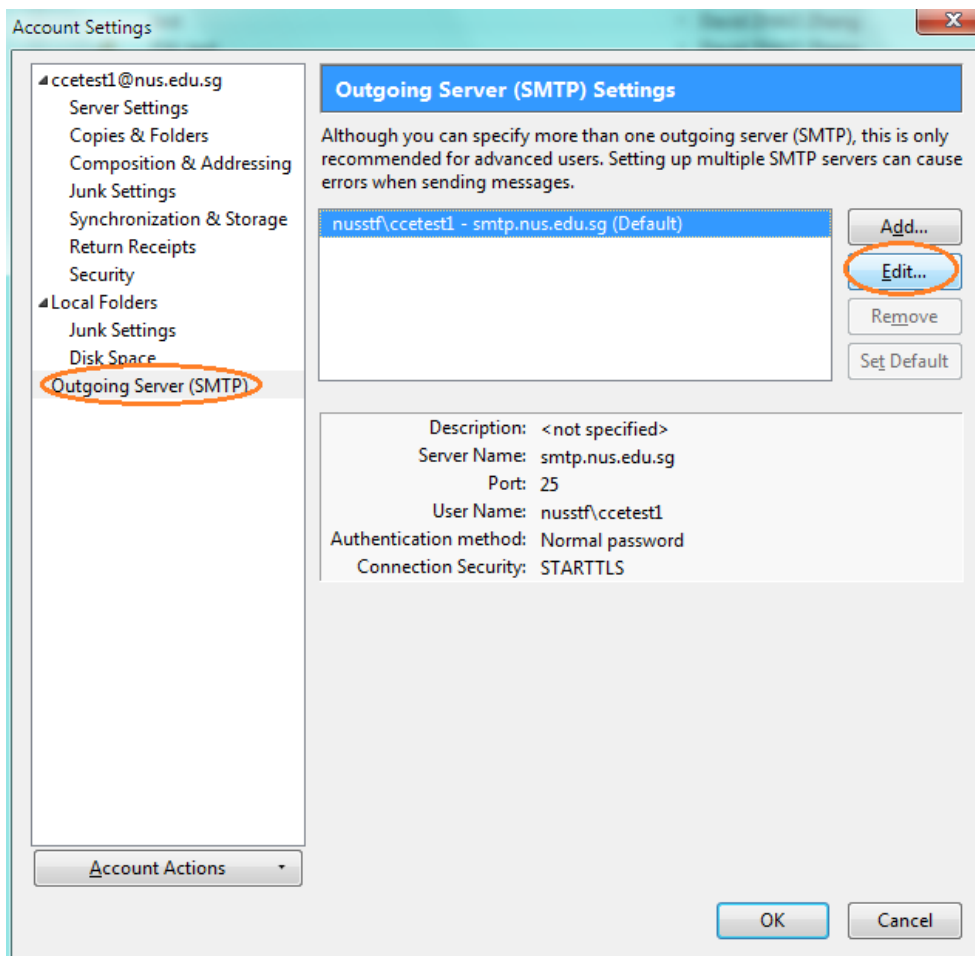 Account Settings
ccetest1@nus.edu.sg
Server Settings
Copies & Folders
Composition & Addressing
Junk Settings
Synchronization & Storage
Return Receipts
Security
Local Folders
Junk Settings
Disk Space
Outgoing Server (SMTP)
Account Actions
Outgoing Server (SMTP) Settings
Although you can specify more than one outgoing server (SMTP), this is only
recommended for advanced users. Setting up multiple SMTP servers can cause
errors when sending messages.
nusstf\ccetest1 - smtp.nus.edu.sg (Default)
Add...
Edit...
Remove
Set Default
Description: <not specified>
Server Name: smtp.nus.edu.sg
Port: 25
User Name: nusstf\ccetest1
Authentication method: Normal password
Connection Security: STARTTLS
OK
Cancel